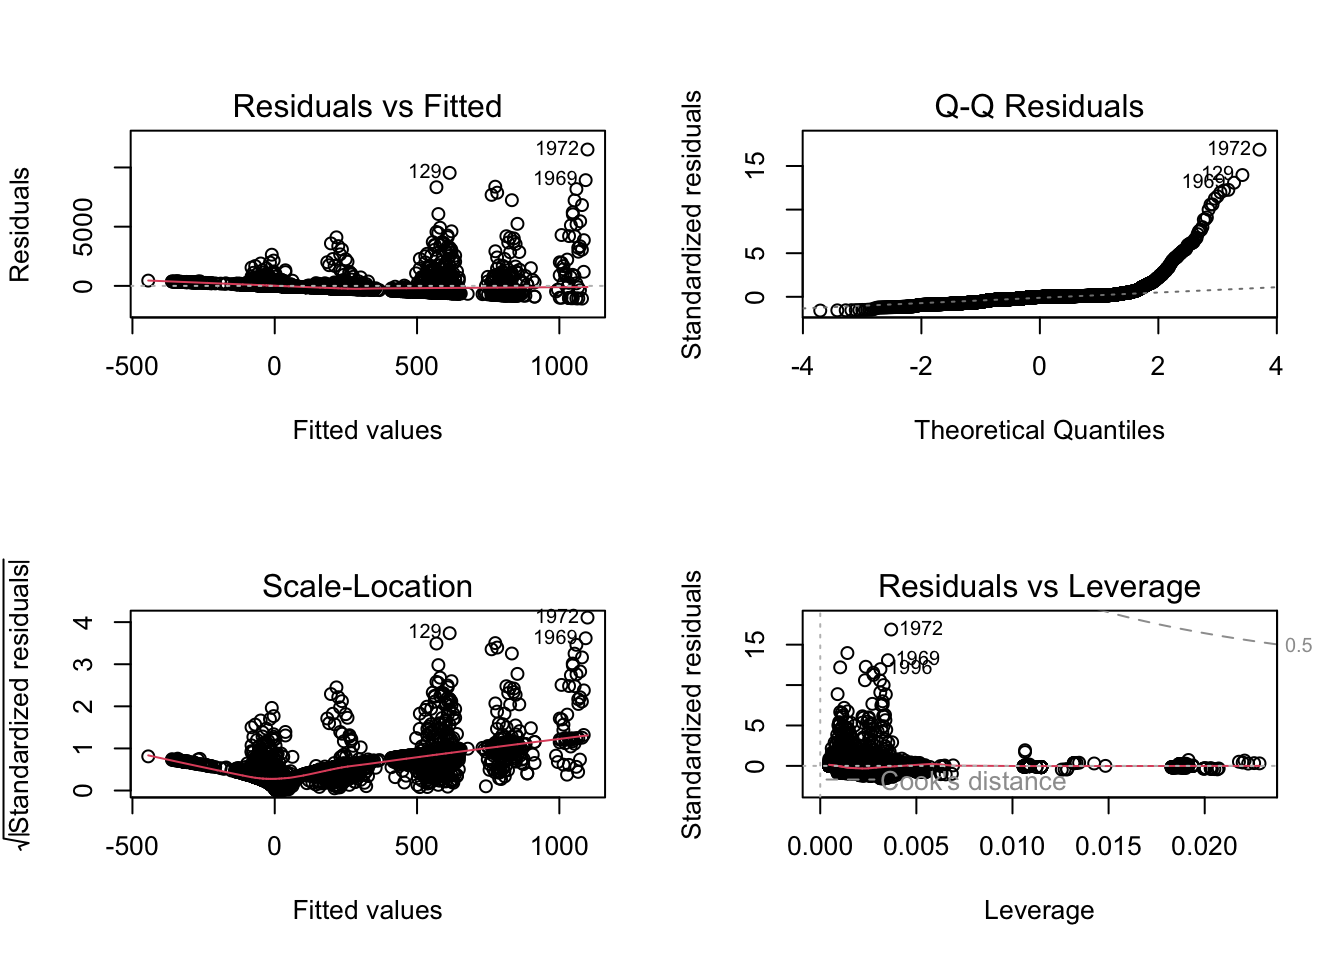 Residuals vs Fitted
Residuals
0 5000
1972
129
1969
-500 0 500 1000
Fitted values
Q-Q Residuals
Standardized residuals
0 5 15
1972
129
1969
-4 -2 0 2 4
Theoretical Quantiles
Scale-Location
√|Standardized residuals|
0 1 2 3 4
1972
129
1969
-500 0 500 1000
Fitted values
Residuals vs Leverage
Standardized residuals
0 5 15
1972
1969
1996
0.5
Cook's distance
0.000 0.005 0.010 0.015 0.020
Leverage